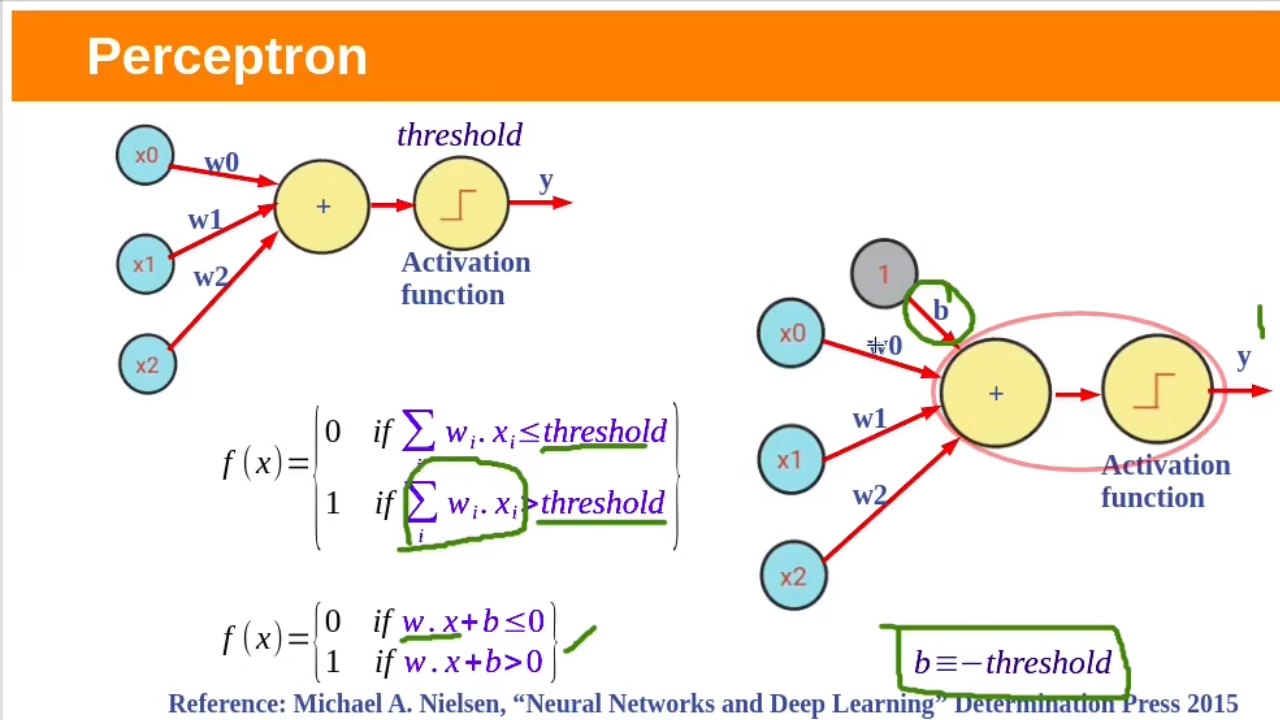 Perceptron
threshold
x0
w0
w1
x1
w2
x2
+
y
Activation
function
1
b
x0
w0
w1
x1
w2
x2
+
y
Activation
function
f(x)={0 if ∑i wi.xi≤threshold
1 if ∑i wi.xi>threshold}
f(x)={0 if w.x+b≤0
1 if w.x+b>0}
b≡−threshold
Reference: Michael A. Nielsen, “Neural Networks and Deep Learning” Determination Press 2015